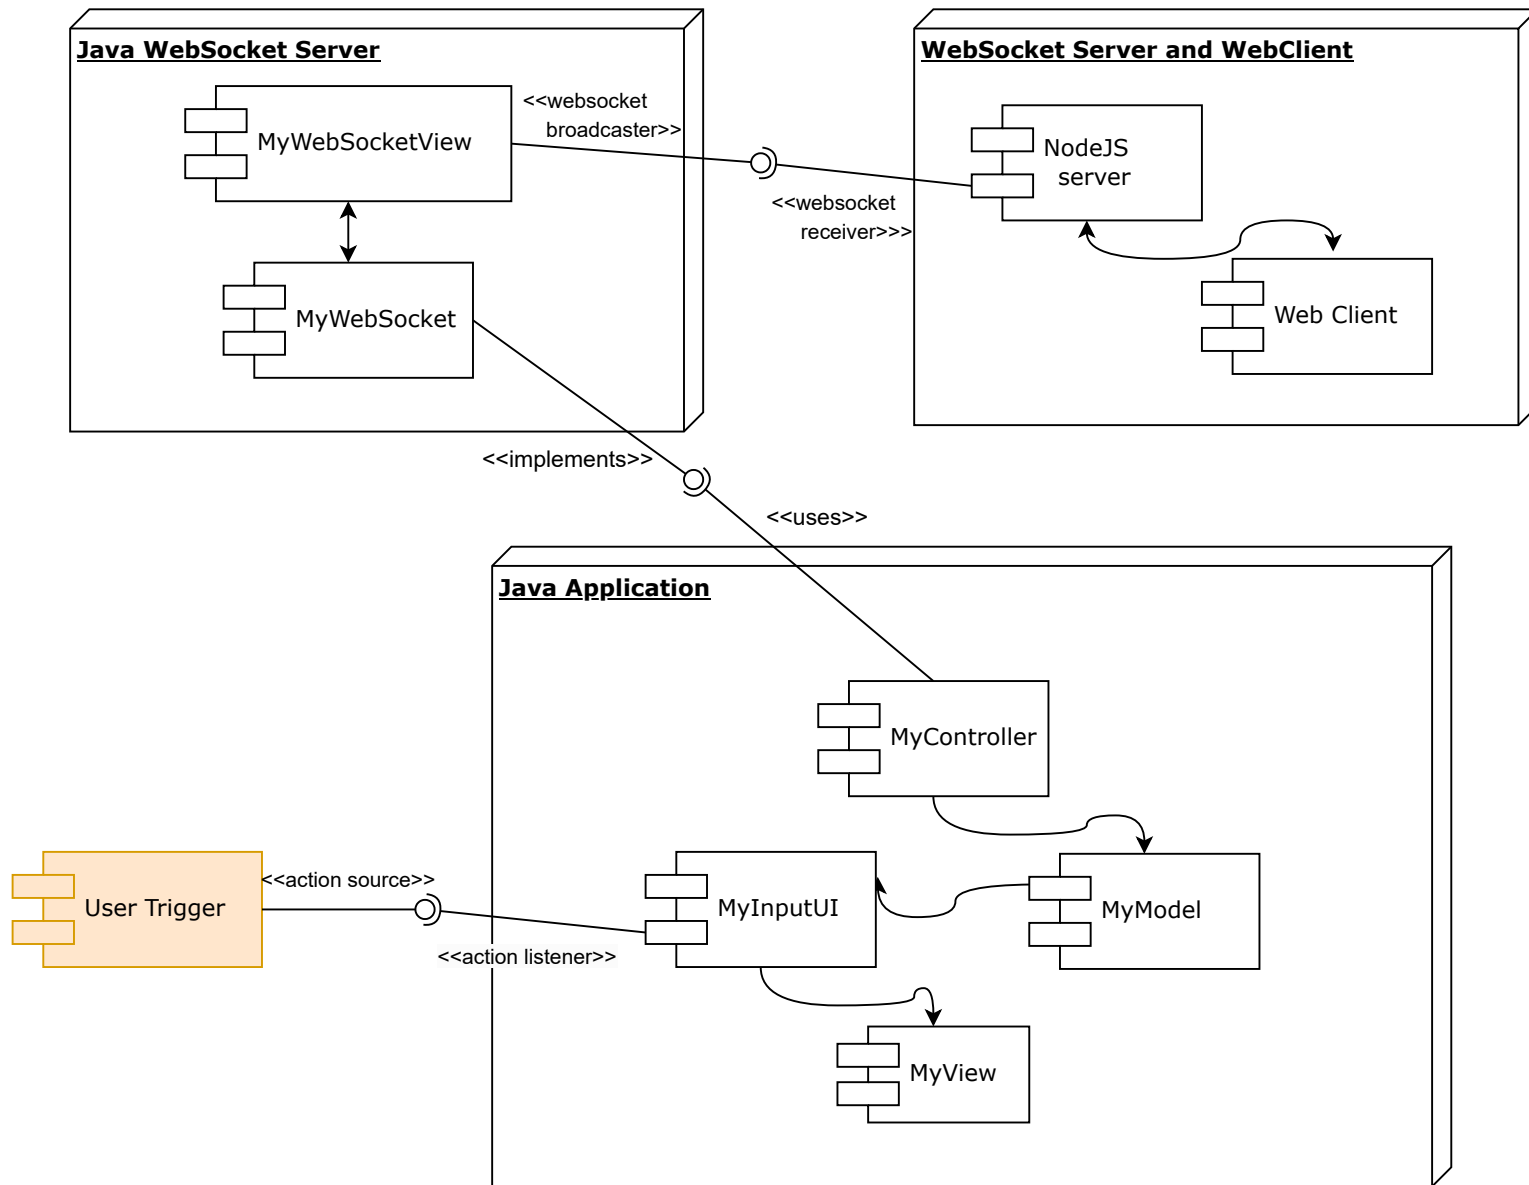 Java WebSocket Server
WebSocket Server and WebClient
<<websocket
broadcaster>>
MyWebSocketView
NodeJS
server
<<websocket
receiver>>>
MyWebSocket
Web Client
<<implements>>
<<uses>>
Java Application
MyController
<<action source>>
User Trigger
MyInputUI
MyModel
<<action listener>>
MyView